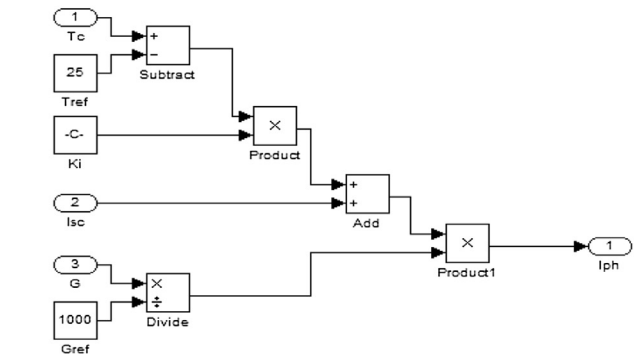 1
Tc
+
−
Subtract
25
Tref
×
Product
-C-
Ki
2
Isc
+
+
Add
×
Product1
1
Iph
3
G
×
÷
Divide
1000
Gref